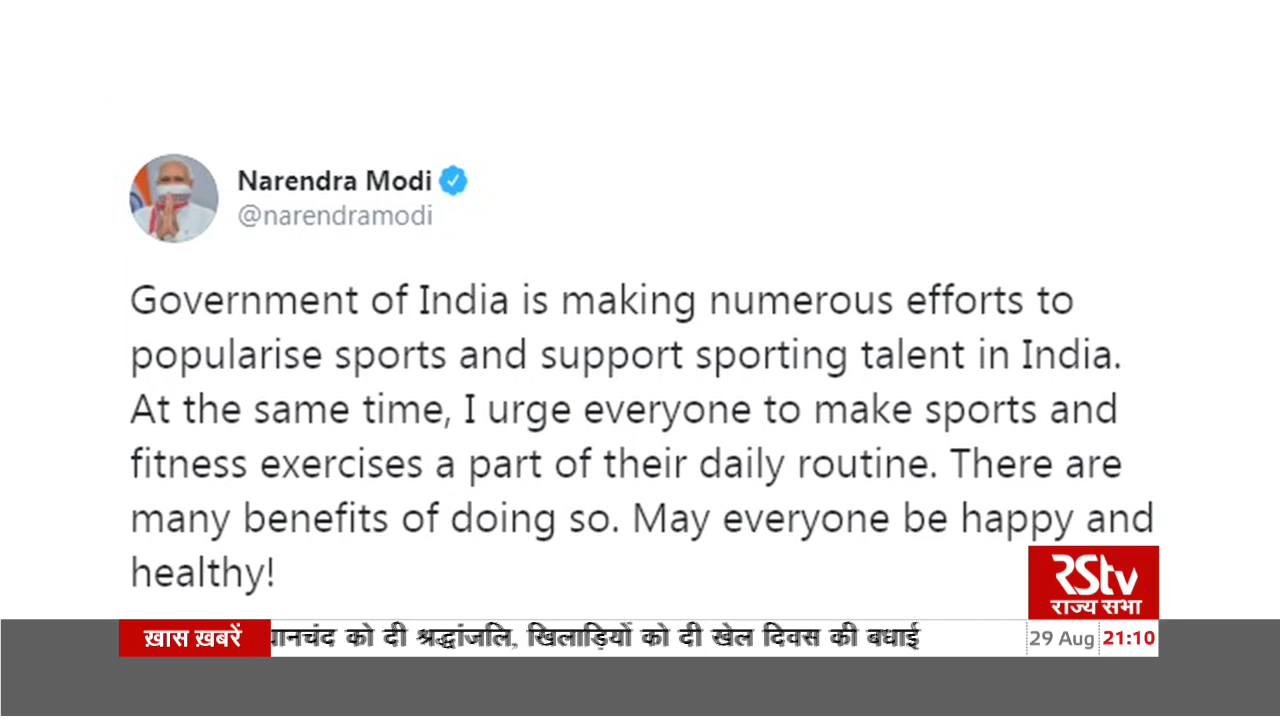 Narendra Modi
@narendramodi
Government of India is making numerous efforts to
popularise sports and support sporting talent in India.
At the same time, I urge everyone to make sports and
fitness exercises a part of their daily routine. There are
many benefits of doing so. May everyone be happy and
healthy!
RStv
राज्य सभा
ख़ास ख़बरें
को दी श्रद्धांजलि, खिलाड़ियों को दी खेल दिवस की बधाई
29 Aug 21:10